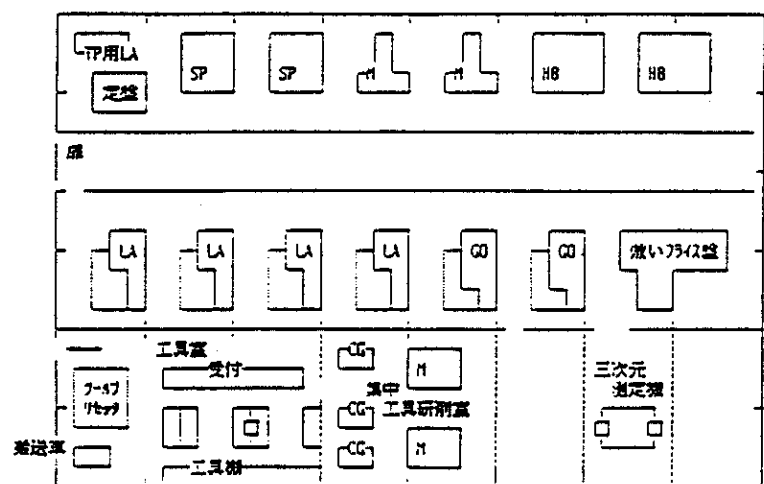 TP用LA
定盤
SP
SP
M
M
HB
HB
扉
LA
LA
LA
LA
GO
GO
倣いフライス盤
工具室
受付
ツールプ
リセッタ
搬送車
工具棚
CG
CG
CG
集中
工具研削室
M
M
三次元
測定機